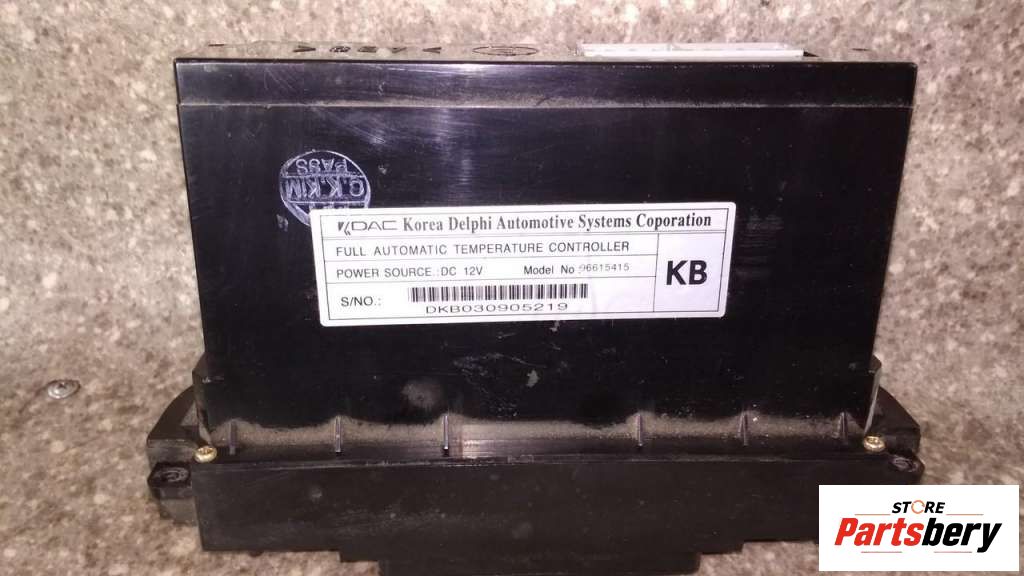 PASS
C.K.KIM
KDAC Korea Delphi Automotive Systems Coporation
FULL AUTOMATIC TEMPERATURE CONTROLLER
POWER SOURCE.:DC 12V Model No 96615415
KB
S/NO.:
DKB030905219
STORE
Partsbery